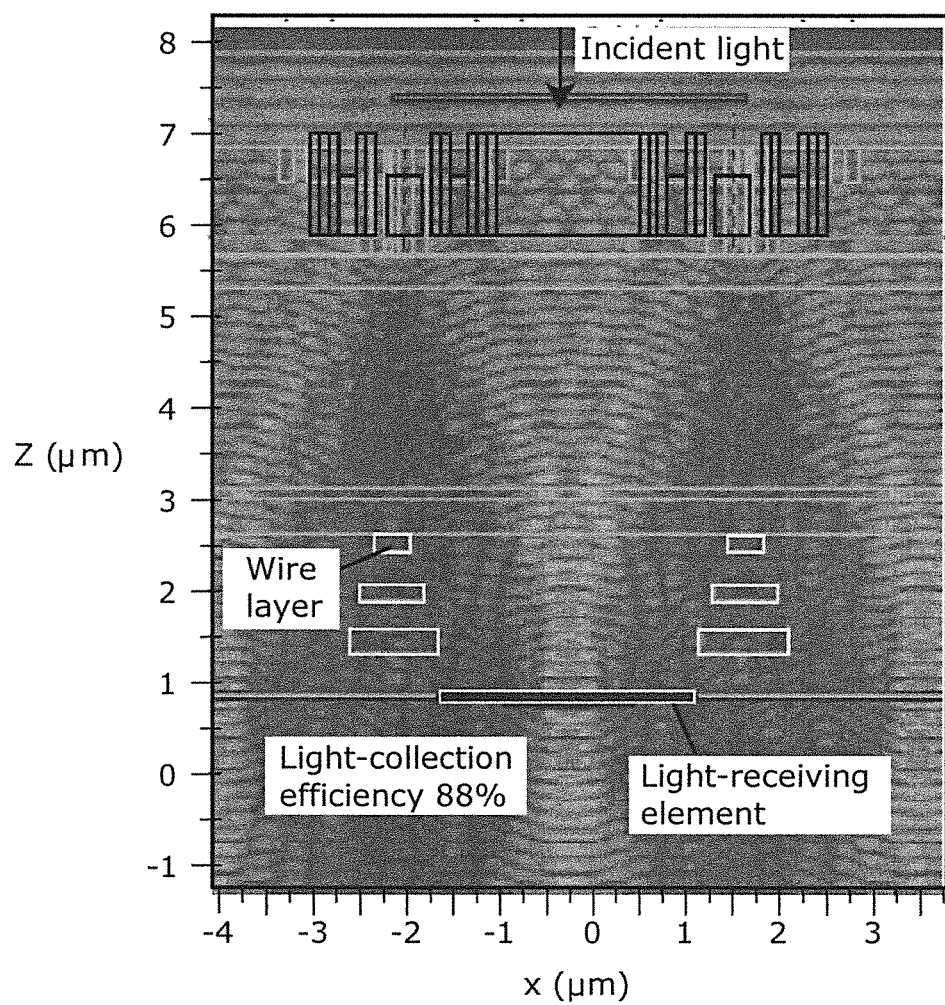 8
7
6
5
4
3
2
1
0
-1
Z (μm)
Incident light
Wire
layer
Light-collection
efficiency 88%
Light-receiving
element
-4 -3 -2 -1 0 1 2 3
x (μm)